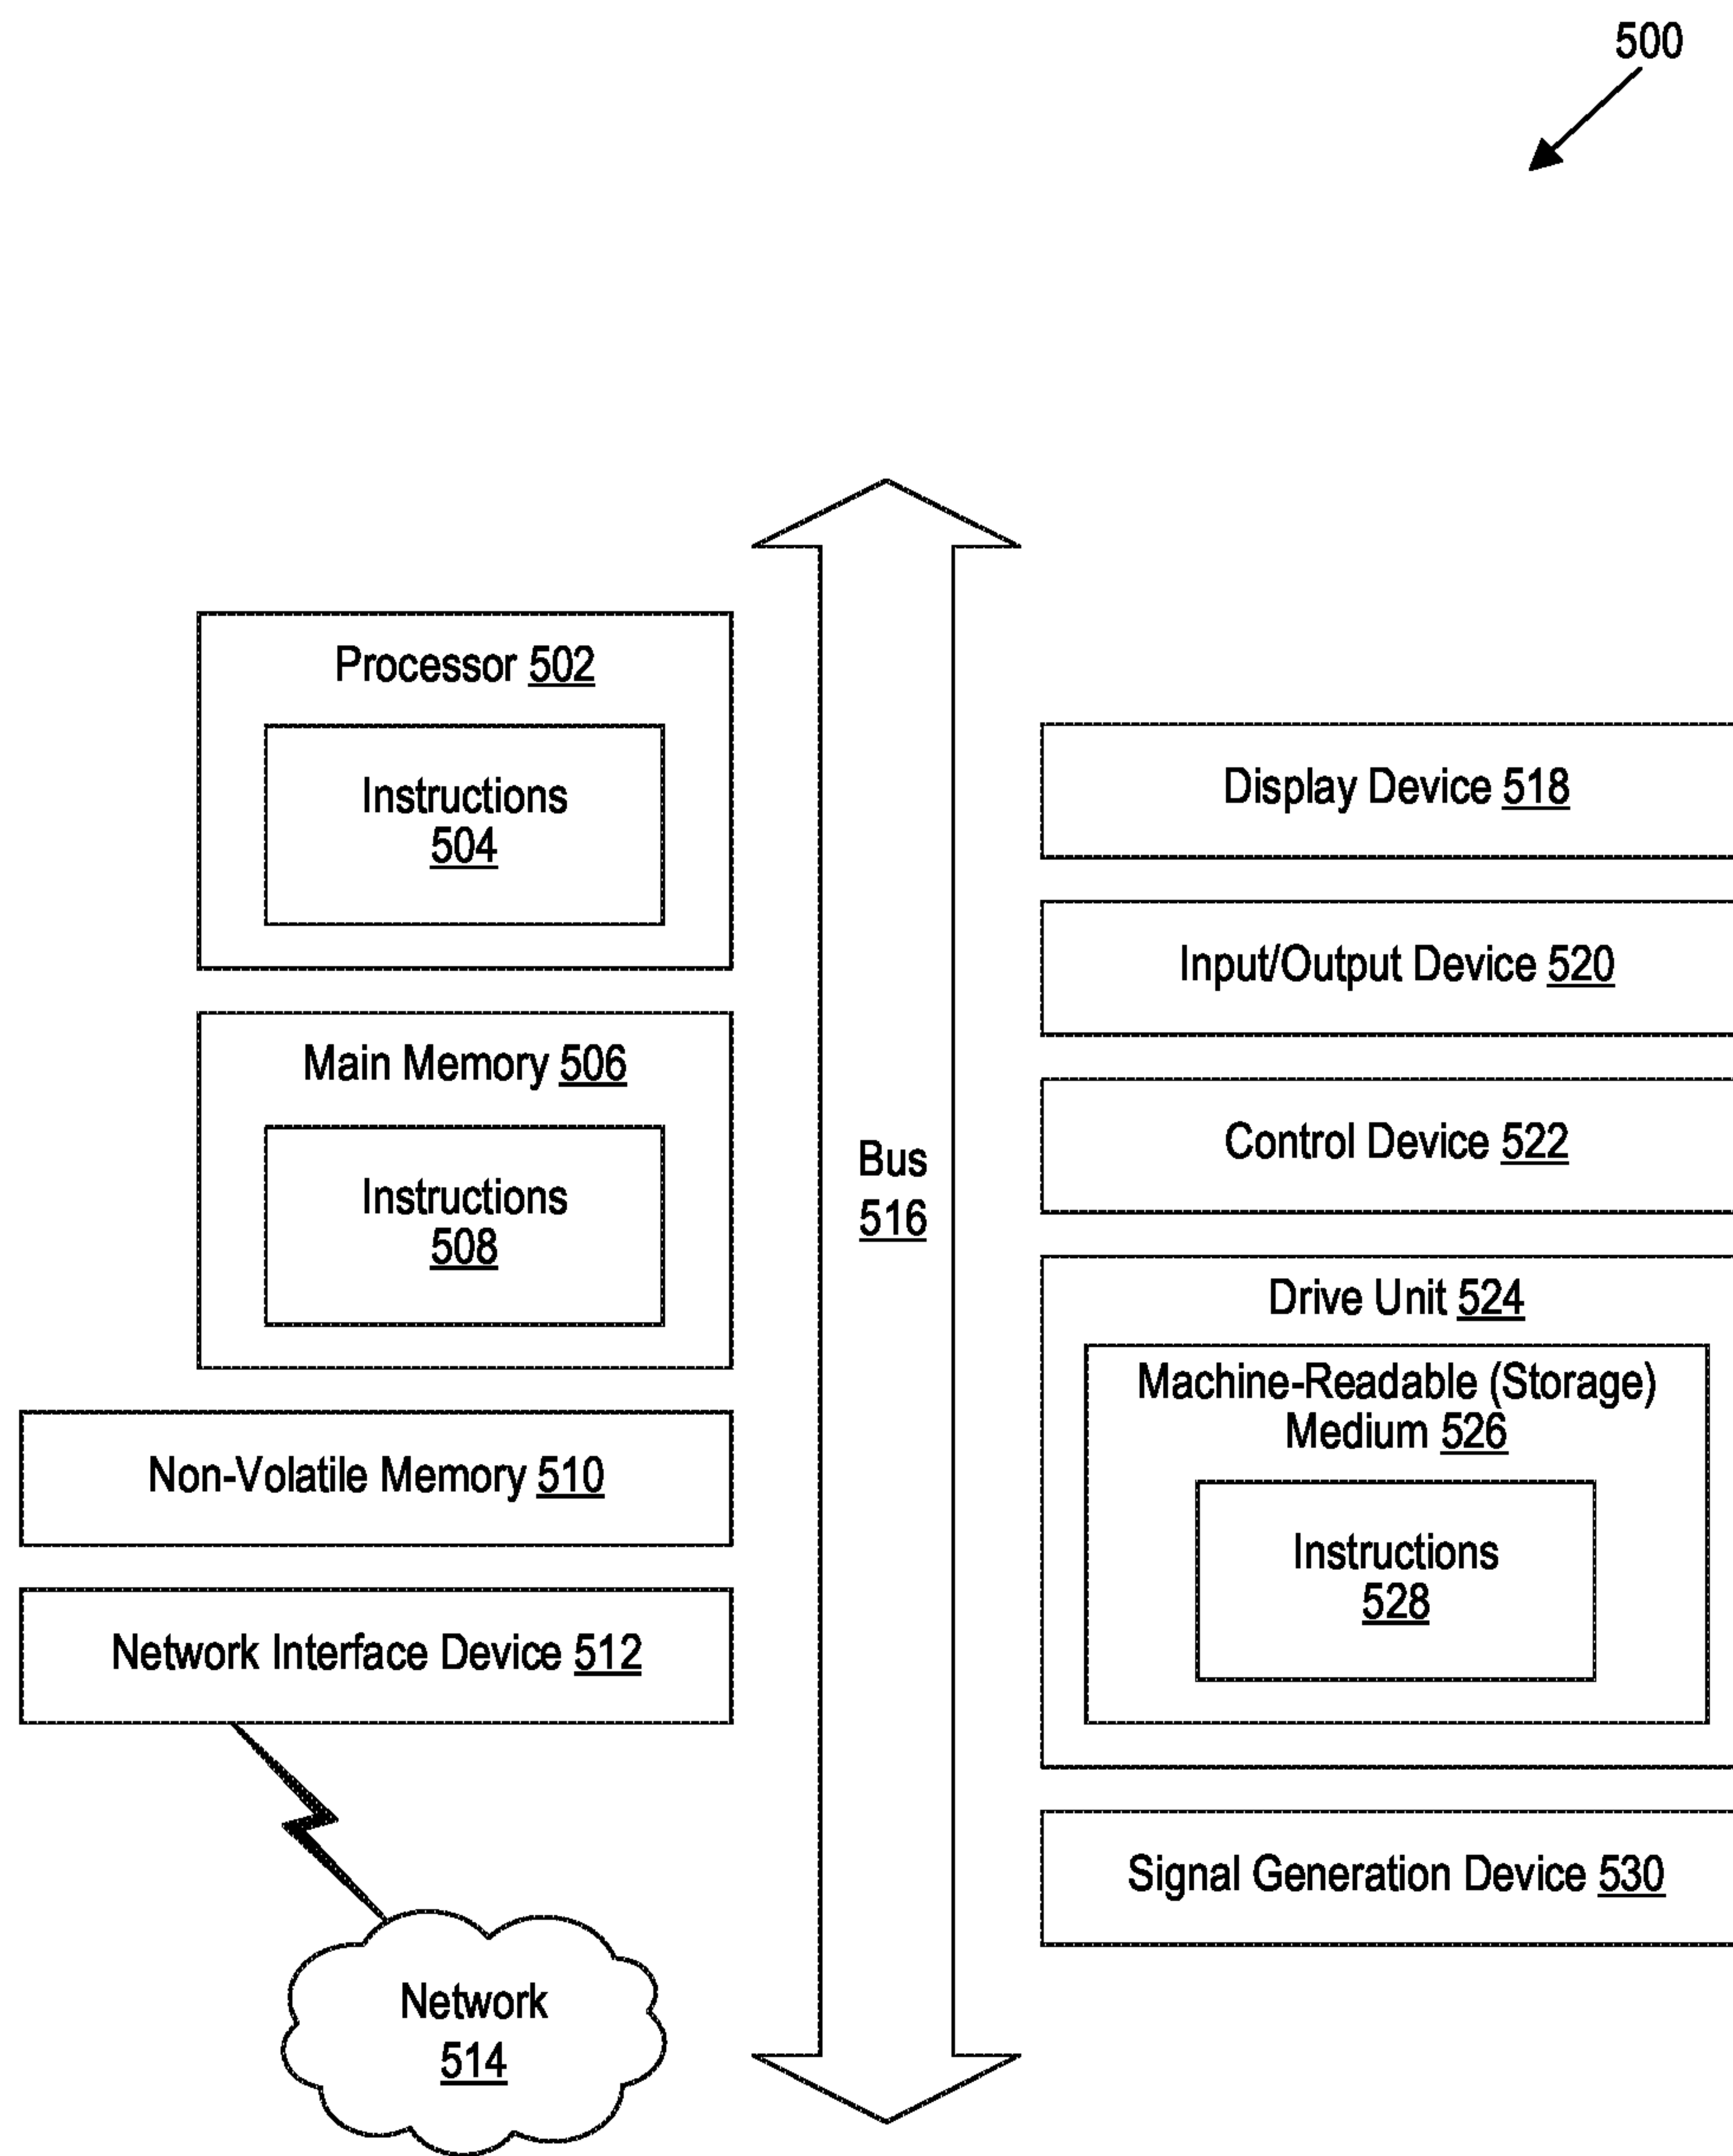 500
Processor 502
Instructions
504
Main Memory 506
Instructions
508
Non-Volatile Memory 510
Network Interface Device 512
Network
514
Bus
516
Display Device 518
Input/Output Device 520
Control Device 522
Drive Unit 524
Machine-Readable (Storage)
Medium 526
Instructions
528
Signal Generation Device 530